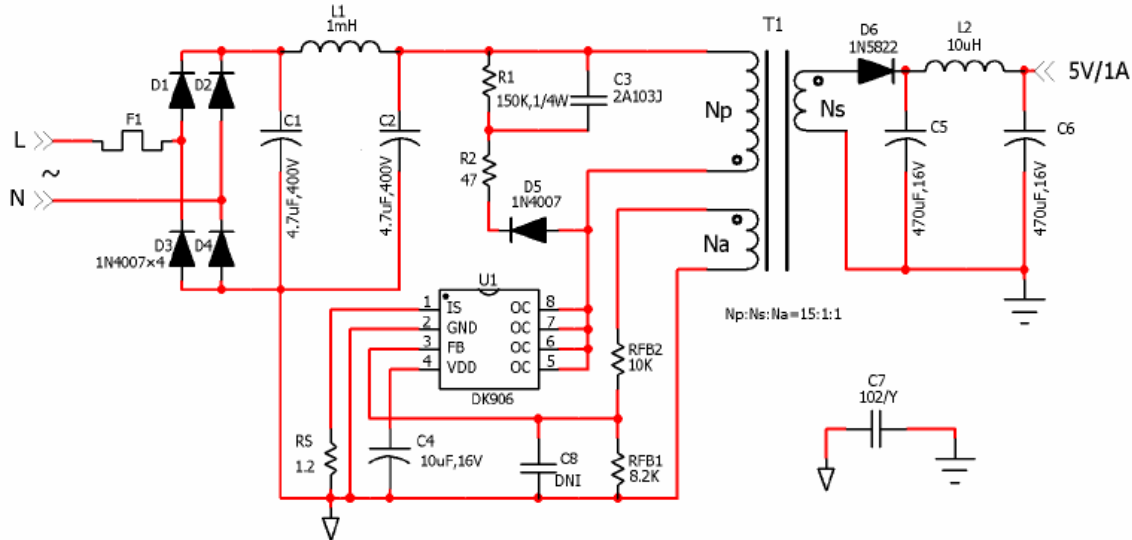 L1
1mH
T1
D6
1N5822
L2
10uH
5V/1A
D1
D2
R1
150K,1/4W
C3
2A103J
Np
Ns
F1
L
C1
C2
C5
C6
4.7uF,400V
4.7uF,400V
470uF,16V
470uF,16V
~
N
R2
47
D5
1N4007
D3
D4
1N4007×4
Na
U1
1
IS
OC
8
2
GND
OC
7
3
FB
OC
6
4
VDD
OC
5
DK906
Np:Ns:Na=15:1:1
RFB2
10K
C7
102/Y
RS
1.2
C4
10uF,16V
C8
DNI
RFB1
8.2K